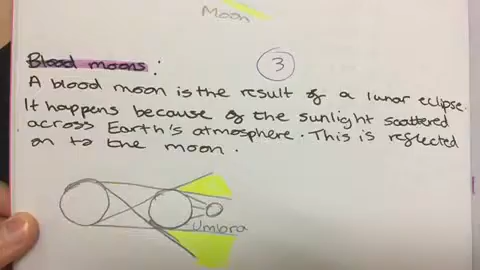 Moon
Blood moons:
3
A blood moon is the result of a lunar eclipse.
It happens because of the sunlight scattered
across Earth's atmosphere. This is reflected
on to the moon.
Umbra